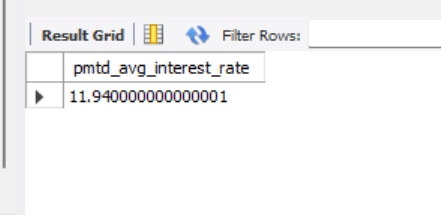 Result Grid Filter Rows:
pmtd_avg_interest_rate
11.940000000000001